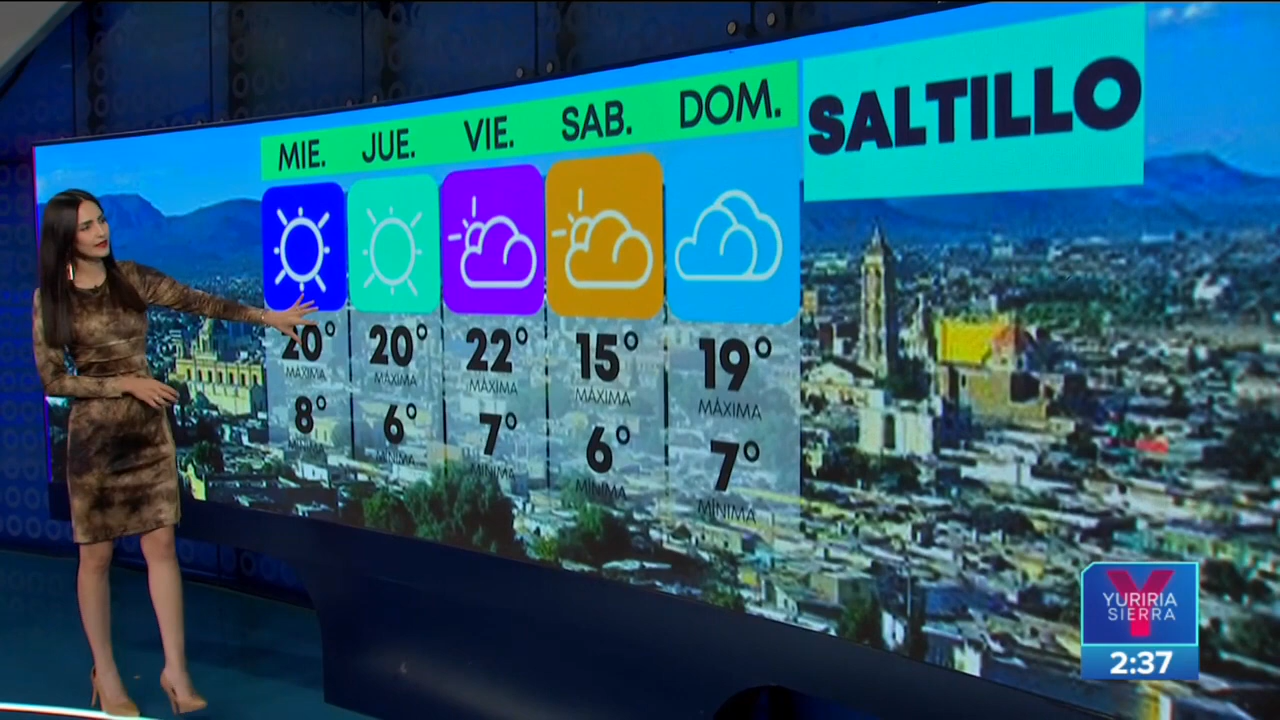 SALTILLO
MIE. JUE. VIE. SAB. DOM.
20° 20° 22° 15° 19°
MÁXIMA MÁXIMA MÁXIMA MÁXIMA MÁXIMA
8° 6° 7° 6° 7°
MÍNIMA MÍNIMA MÍNIMA MÍNIMA MÍNIMA
Y
YURIRIA
SIERRA
2:37